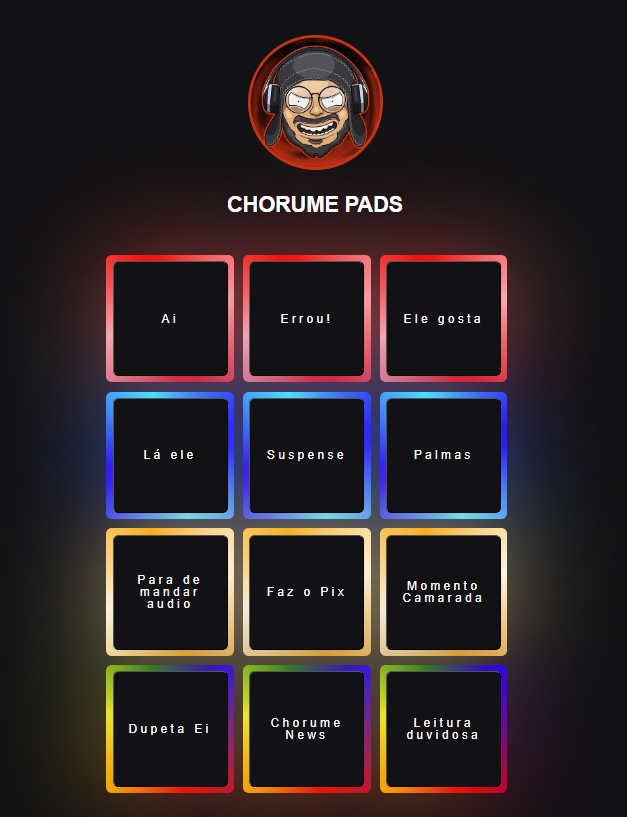 CHORUME PADS
Ai
Errou!
Ele gosta
Lá ele
Suspense
Palmas
Para de
mandar
audio
Faz o Pix
Momento
Camarada
Dupeta Ei
Chorume
News
Leitura
duvidosa